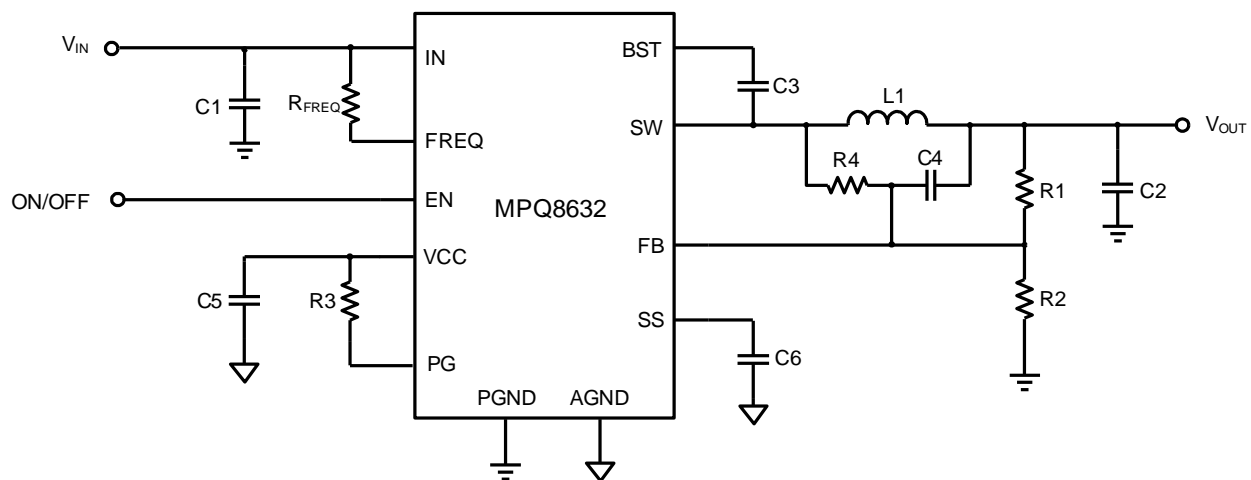 VIN
IN
BST
C3
C1
RFREQ
L1
SW
VOUT
FREQ
R4
C4
R1
C2
ON/OFF
EN
MPQ8632
FB
VCC
C5
R3
R2
SS
PG
C6
PGND
AGND